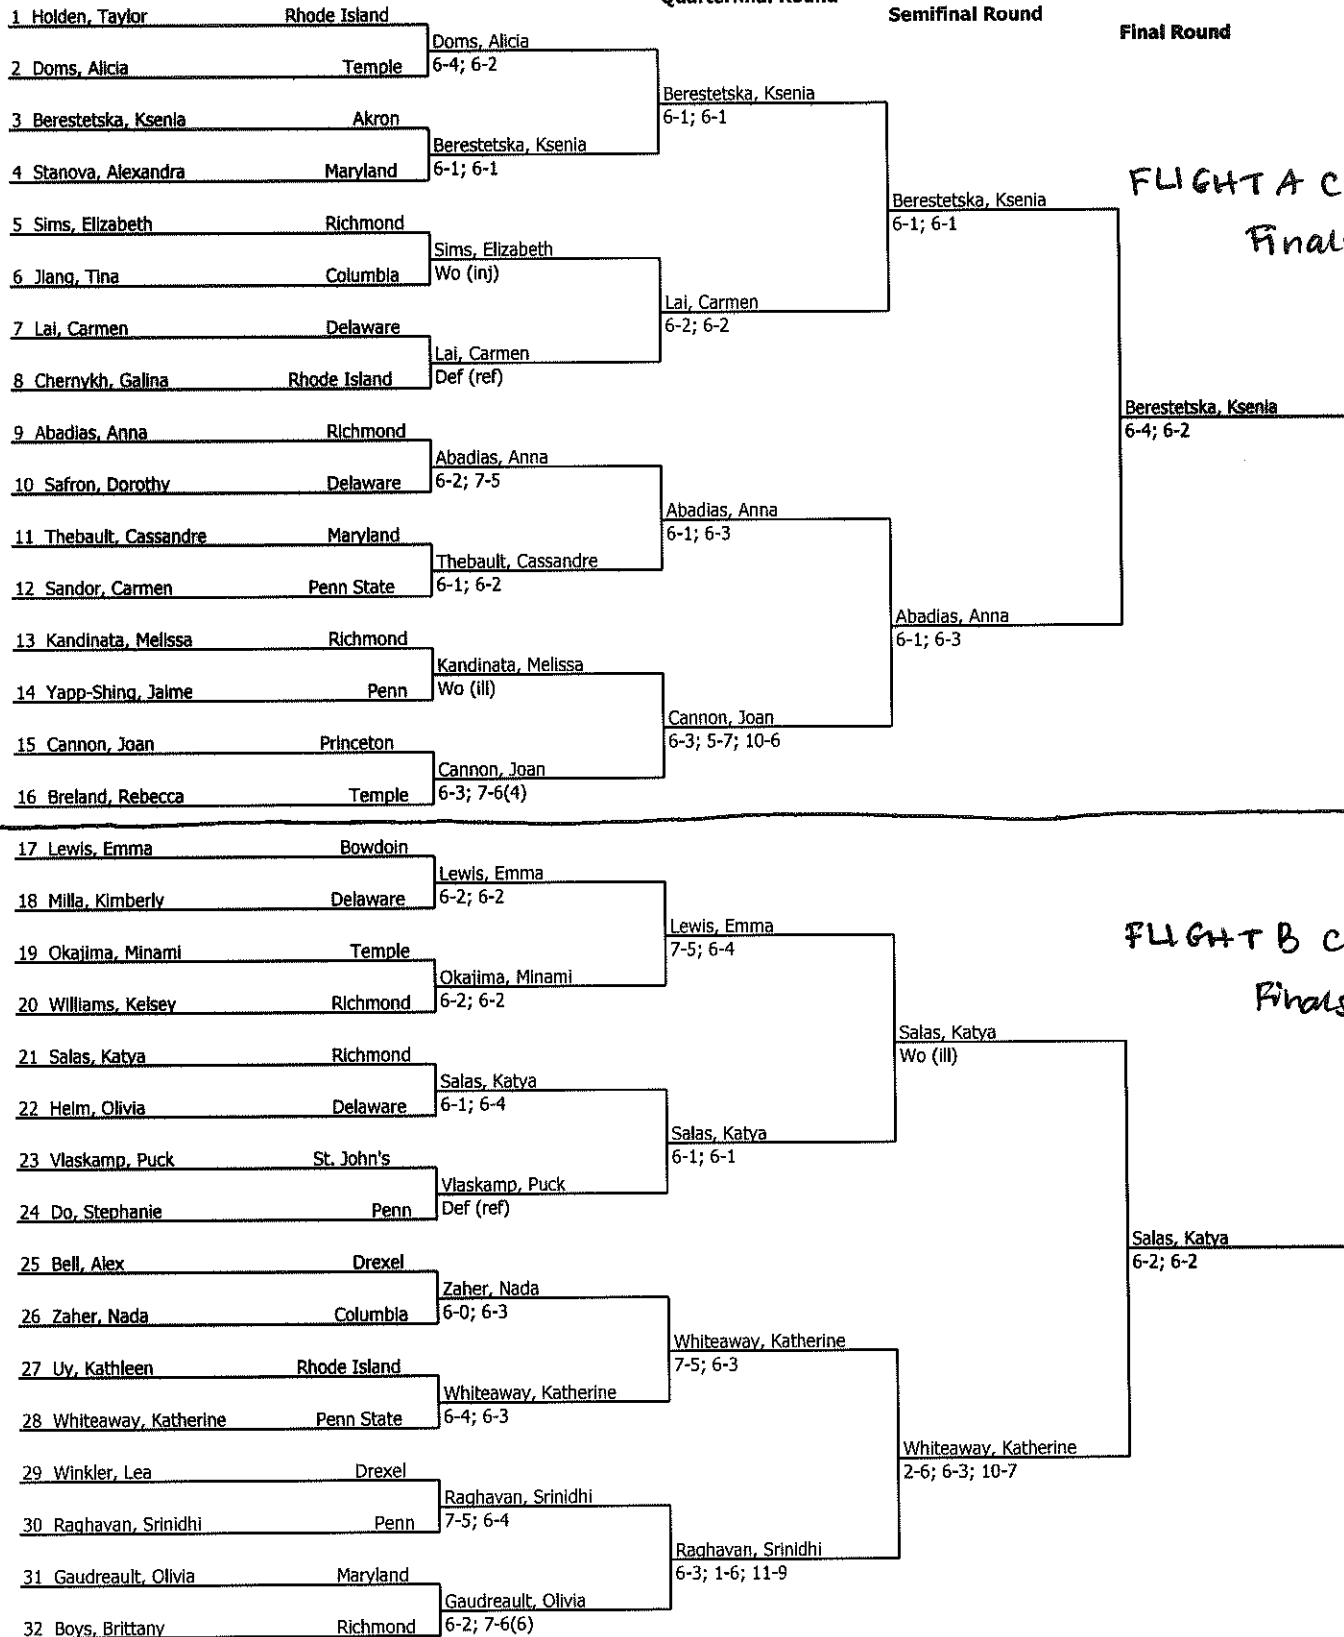 Semifinal Round
Final Round
1 Holden, Taylor Rhode Island
Doms, Alicia
6-4; 6-2
2 Doms, Alicia Temple
Berestetska, Ksenia
6-1; 6-1
3 Berestetska, Ksenia Akron
Berestetska, Ksenia
6-1; 6-1
4 Stanova, Alexandra Maryland
FLIGHT A C
Finals
Berestetska, Ksenia
6-1; 6-1
5 Sims, Elizabeth Richmond
Sims, Elizabeth
Wo (inj)
6 Jiang, Tina Columbia
Lai, Carmen
6-2; 6-2
7 Lai, Carmen Delaware
Lai, Carmen
Def (ref)
8 Chernykh, Galina Rhode Island
Berestetska, Ksenia
6-4; 6-2
9 Abadias, Anna Richmond
Abadias, Anna
6-2; 7-5
10 Safron, Dorothy Delaware
Abadias, Anna
6-1; 6-3
11 Thebault, Cassandre Maryland
Thebault, Cassandre
6-1; 6-2
12 Sandor, Carmen Penn State
Abadias, Anna
6-1; 6-3
13 Kandinata, Melissa Richmond
Kandinata, Melissa
Wo (ill)
14 Yapp-Shing, Jaime Penn
Cannon, Joan
6-3; 5-7; 10-6
15 Cannon, Joan Princeton
Cannon, Joan
6-3; 7-6(4)
16 Breland, Rebecca Temple
17 Lewis, Emma Bowdoin
Lewis, Emma
6-2; 6-2
18 Milla, Kimberly Delaware
Lewis, Emma
7-5; 6-4
FLIGHT B C
Finals
19 Okajima, Minami Temple
Okajima, Minami
6-2; 6-2
20 Williams, Kelsey Richmond
Salas, Katya
Wo (ill)
21 Salas, Katya Richmond
Salas, Katya
6-1; 6-4
22 Helm, Olivia Delaware
Salas, Katya
6-1; 6-1
23 Vlaskamp, Puck St. John's
Vlaskamp, Puck
Def (ref)
24 Do, Stephanie Penn
Salas, Katya
6-2; 6-2
25 Bell, Alex Drexel
Zaher, Nada
6-0; 6-3
26 Zaher, Nada Columbia
Whiteaway, Katherine
7-5; 6-3
27 Uy, Kathleen Rhode Island
Whiteaway, Katherine
6-4; 6-3
28 Whiteaway, Katherine Penn State
Whiteaway, Katherine
2-6; 6-3; 10-7
29 Winkler, Lea Drexel
Raghavan, Srinidhi
7-5; 6-4
30 Raghavan, Srinidhi Penn
Raghavan, Srinidhi
6-3; 1-6; 11-9
31 Gaudreault, Olivia Maryland
Gaudreault, Olivia
6-2; 7-6(6)
32 Boys, Brittany Richmond